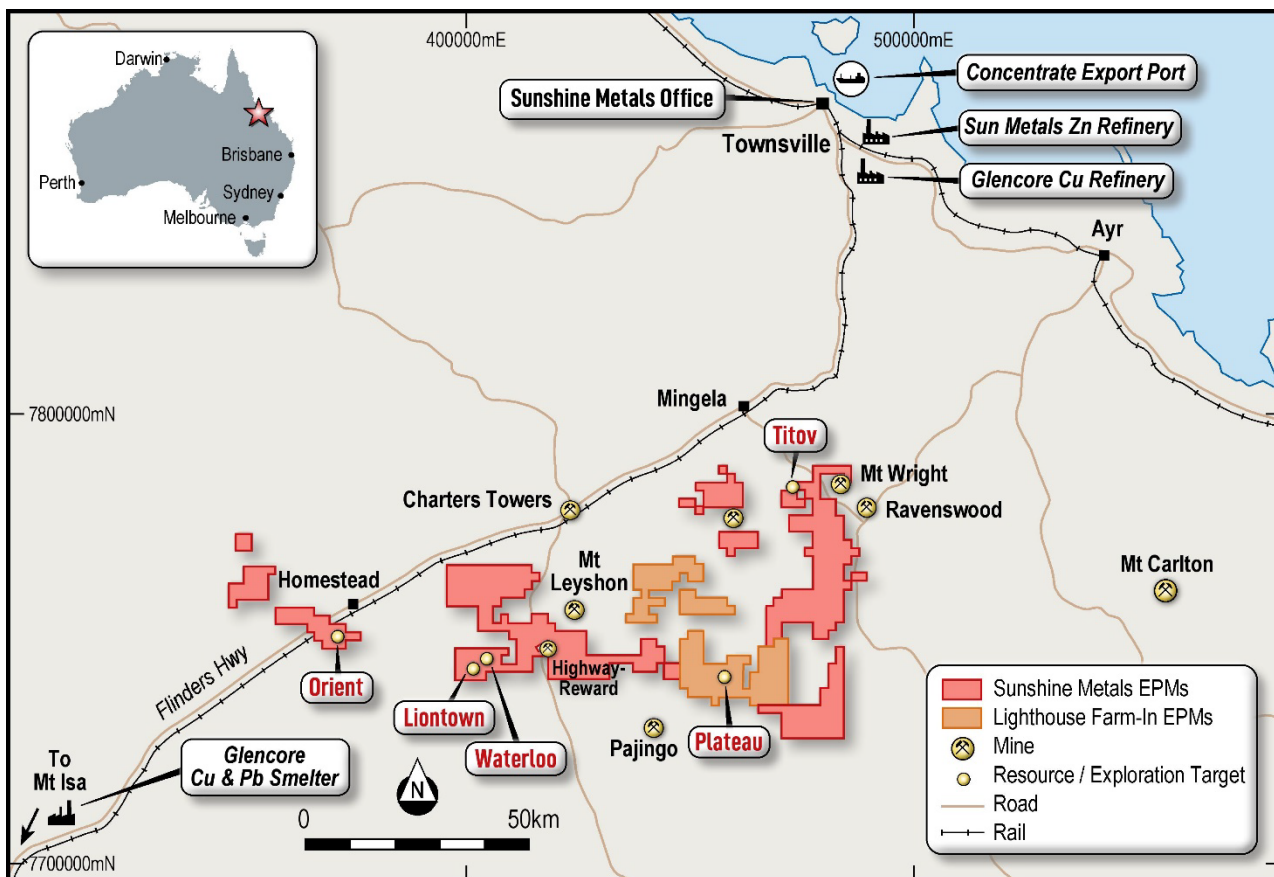 400000mE
500000mE
Darwin
Brisbane
Perth
Sydney
Melbourne
Sunshine Metals Office
Concentrate Export Port
Townsville
Sun Metals Zn Refinery
Glencore Cu Refinery
Ayr
7800000mN
Mingela
Titov
Mt Wright
Charters Towers
Ravenswood
Mt
Leyshon
Homestead
Mt Carlton
Highway-
Reward
Orient
Flinders Hwy
Liontown
Waterloo
Pajingo
Plateau
To
Mt Isa
Glencore
Cu & Pb Smelter
N
0
50km
7700000mN
Sunshine Metals EPMs
Lighthouse Farm-In EPMs
Mine
Resource / Exploration Target
Road
Rail